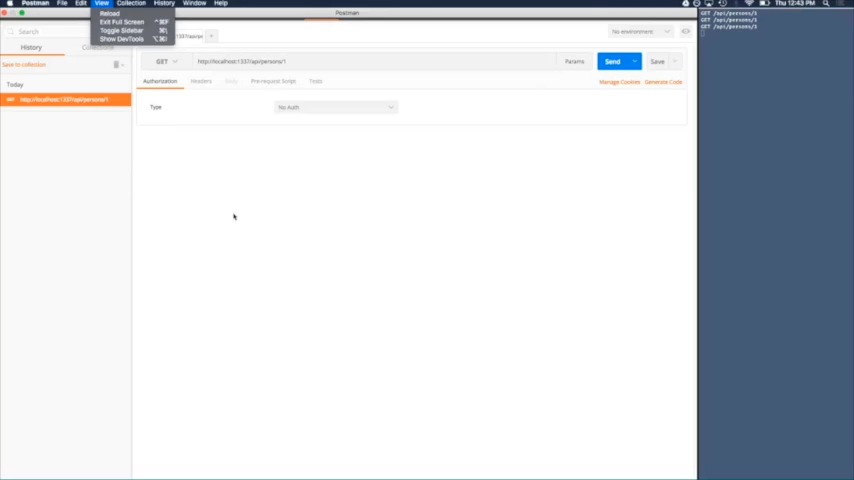 Postman File Edit View Collection History Window Help
Thu 12:43 PM
Reload
Exit Full Screen ^⌘F
Toggle Sidebar ⌘\
Show DevTools ⌥⌘I
Postman
GET /api/persons/1
GET /api/persons/1
GET /api/persons/1
Search
No environment
History Collections
Save to collection
Today
GET http://localhost:1337/api/persons/1
GET http://localhost:1337/api/persons/1 Params Send Save
Authorization Headers Body Pre-request Script Tests Manage Cookies Generate Code
Type No Auth